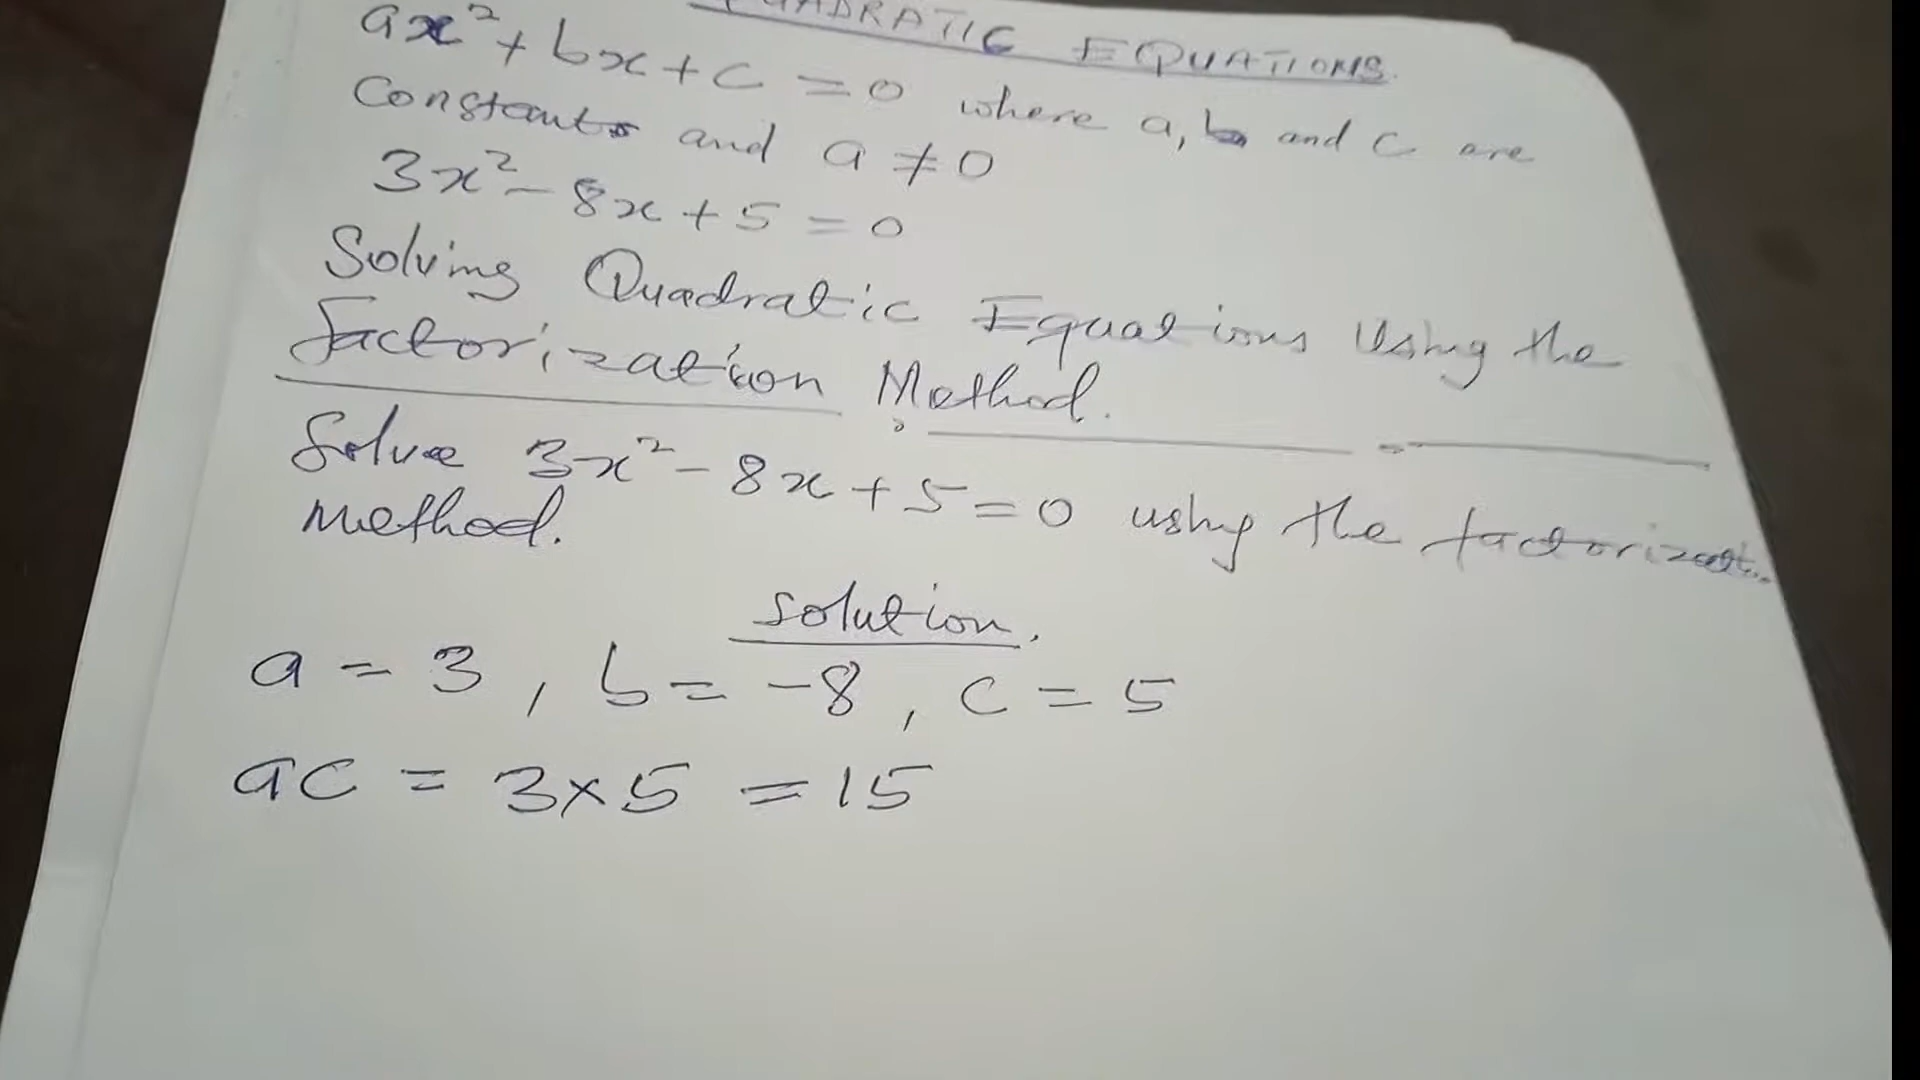 QUADRATIC EQUATIONS
ax² + bx + c = 0 where a, b and c are
Constants and a ≠ 0
3x² - 8x + 5 = 0
Solving Quadratic Equations Using the
Factorization Method.
Solve 3x² - 8x + 5 = 0 using the
method.
Solution.
a = 3, b = -8, c = 5
ac = 3×5 = 15